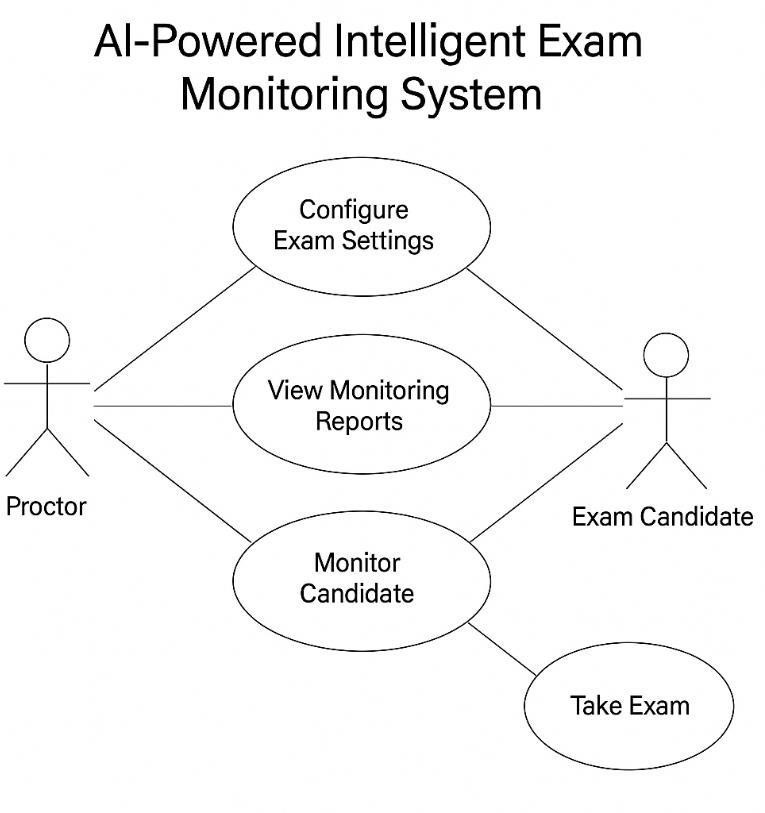 AI-Powered Intelligent Exam
Monitoring System
Configure
Exam Settings
View Monitoring
Reports
Proctor
Exam Candidate
Monitor
Candidate
Take Exam